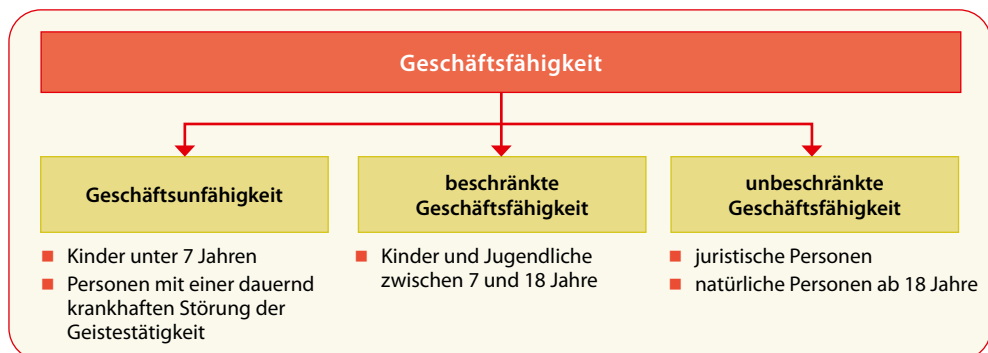 Geschäftsfähigkeit
Geschäftsunfähigkeit
■ Kinder unter 7 Jahren
■ Personen mit einer dauernd
krankhaften Störung der
Geistestätigkeit
beschränkte
Geschäftsfähigkeit
■ Kinder und Jugendliche
zwischen 7 und 18 Jahre
unbeschränkte
Geschäftsfähigkeit
■ juristische Personen
■ natürliche Personen ab 18 Jahre